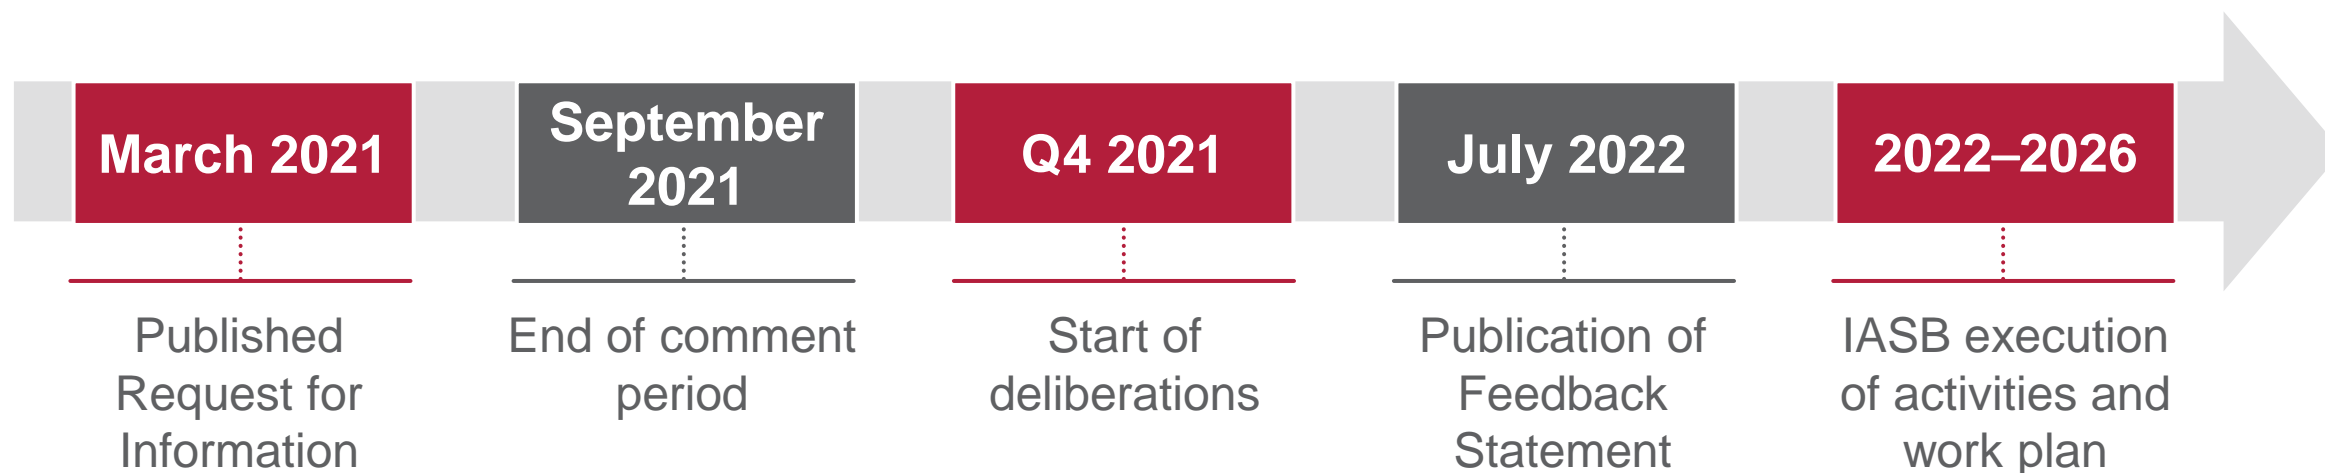 March 2021
September
2021
Q4 2021
July 2022
2022–2026
Published
Request for
Information
End of comment
period
Start of
deliberations
Publication of
Feedback
Statement
IASB execution
of activities and
work plan